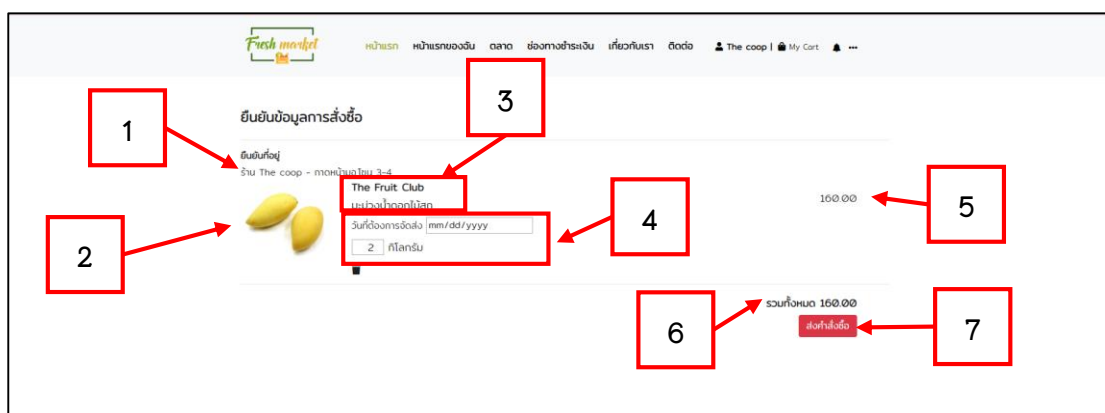 Fresh market
หน้าแรก หน้าแรกของฉัน ตลาด ช่องทางชำระเงิน เกี่ยวกับเรา ติดต่อ The coop | My Cart
3
ยืนยันข้อมูลการสั่งซื้อ
1
ยืนยันที่อยู่
ร้าน The coop - กาดหน้ามอโซน 3-4
The Fruit Club
มะม่วงน้ำดอกไม้สุก
160.00
5
วันที่ต้องการจัดส่ง mm/dd/yyyy
4
2 กิโลกรัม
2
รวมทั้งหมด 160.00
6
ส่งคำสั่งซื้อ
7